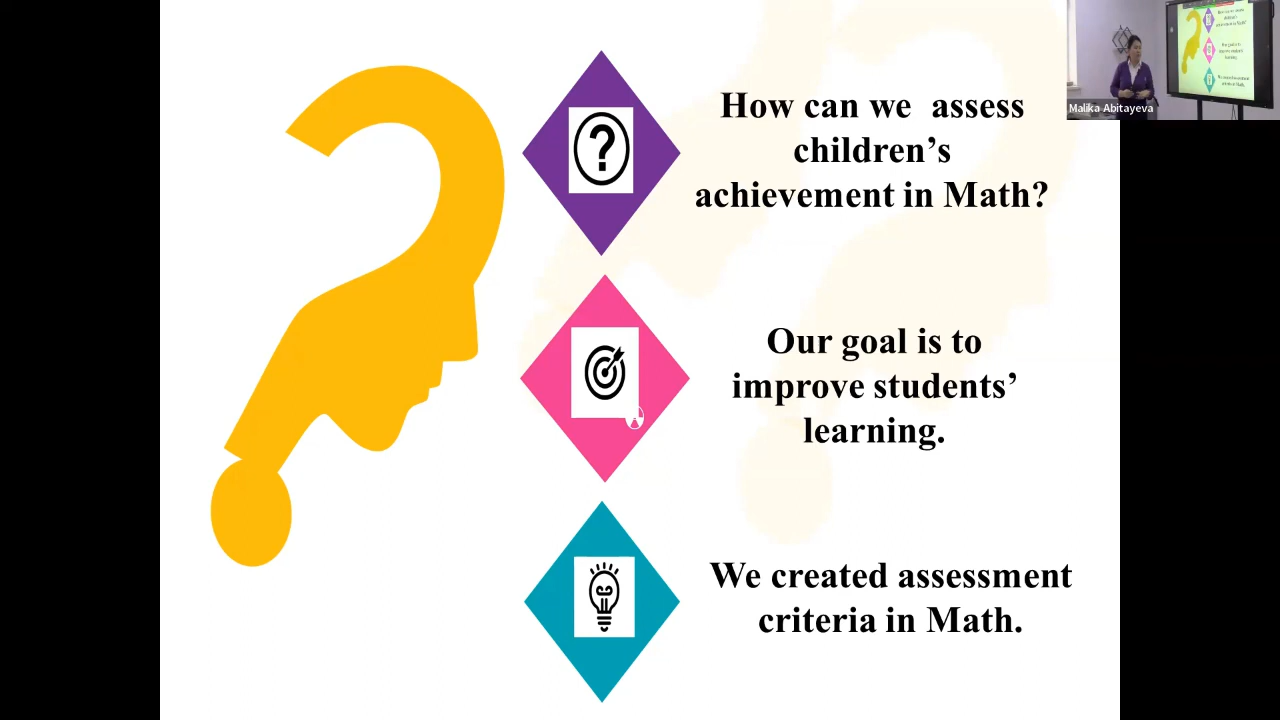 How can we assess
children's
achievement in Math?
Our goal is to
improve students'
learning.
We created assessment
criteria in Math.
Malika Abitayeva